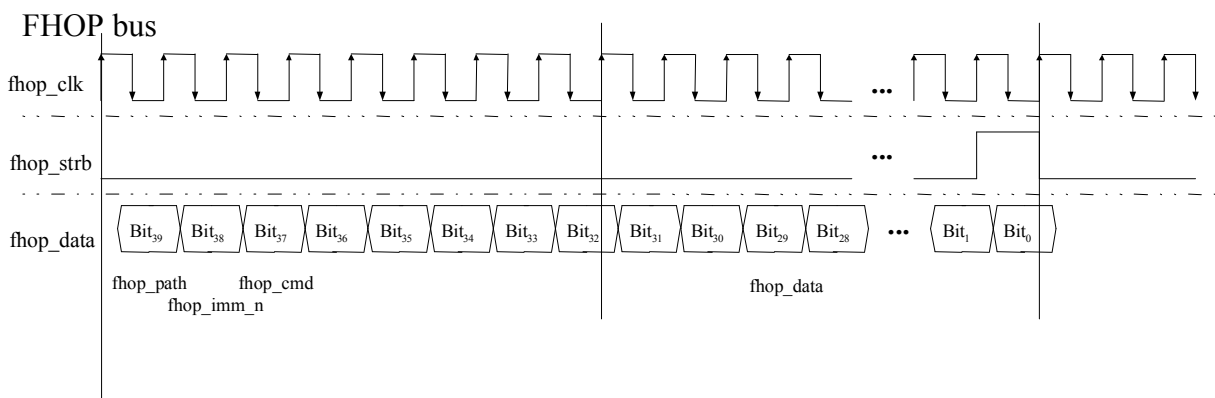 FHOP bus
fhop_clk
•••
fhop_strb
•••
fhop_data Bit39 Bit38 Bit37 Bit36 Bit35 Bit34 Bit33 Bit32 Bit31 Bit30 Bit29 Bit28 ••• Bit1 Bit0
fhop_path fhop_cmd fhop_data
fhop_imm_n